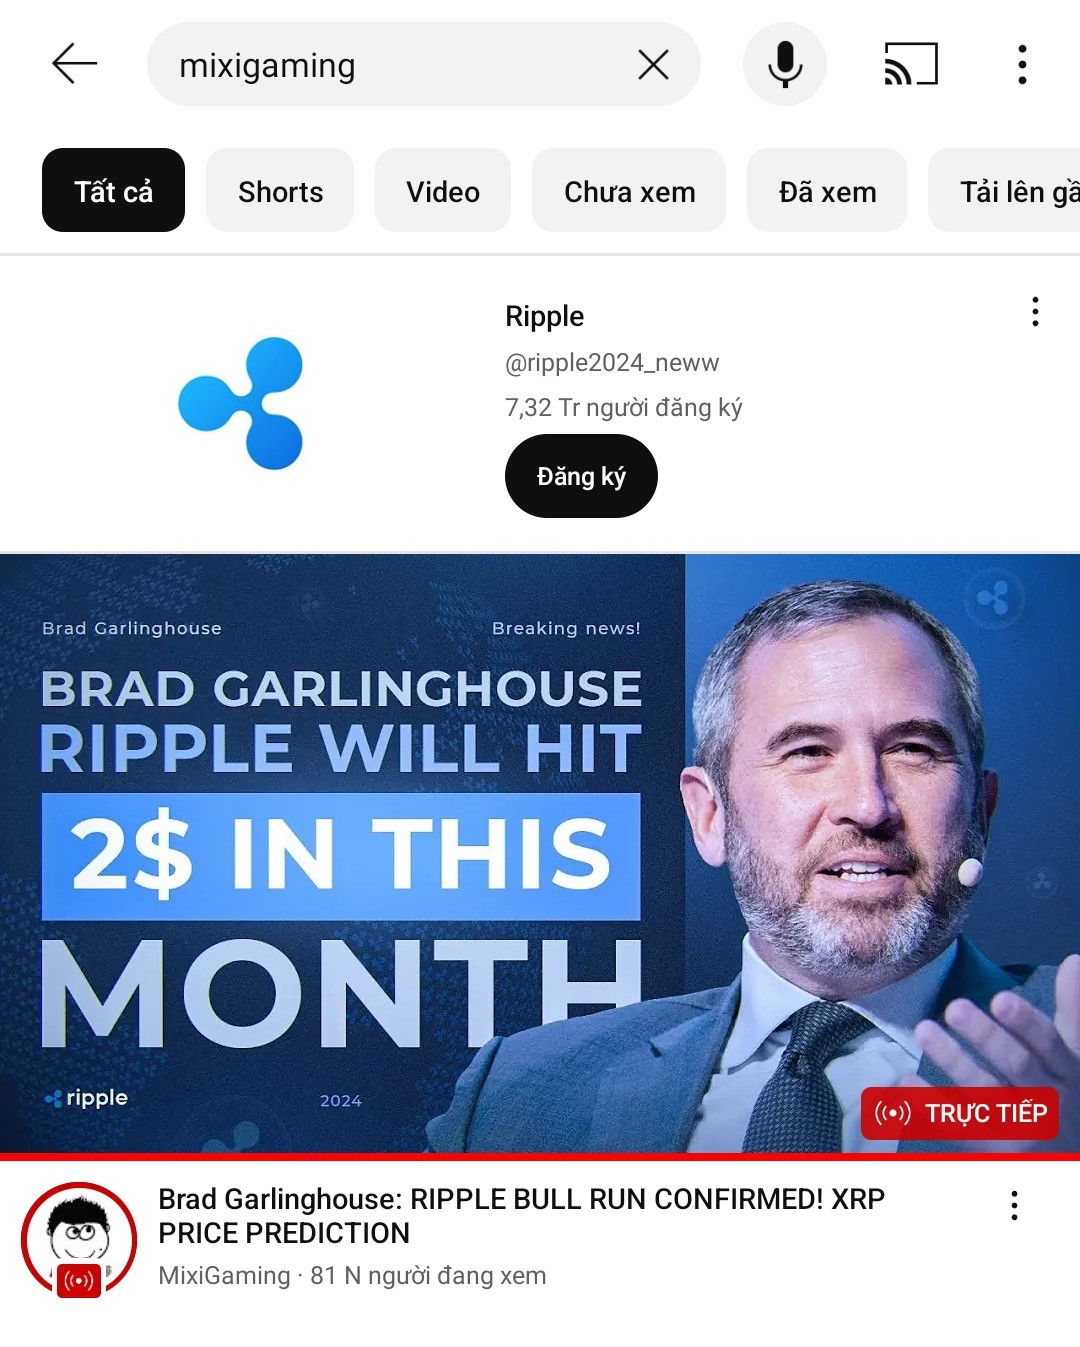 mixigaming
Tất cả
Shorts
Video
Chưa xem
Đã xem
Tải lên gầ
Ripple
@ripple2024_neww
7,32 Tr người đăng ký
Đăng ký
Brad Garlinghouse
Breaking news!
BRAD GARLINGHOUSE
RIPPLE WILL HIT
2$ IN THIS
MONTH
ripple
2024
TRỰC TIẾP
Brad Garlinghouse: RIPPLE BULL RUN CONFIRMED! XRP
PRICE PREDICTION
MixiGaming · 81 N người đang xem